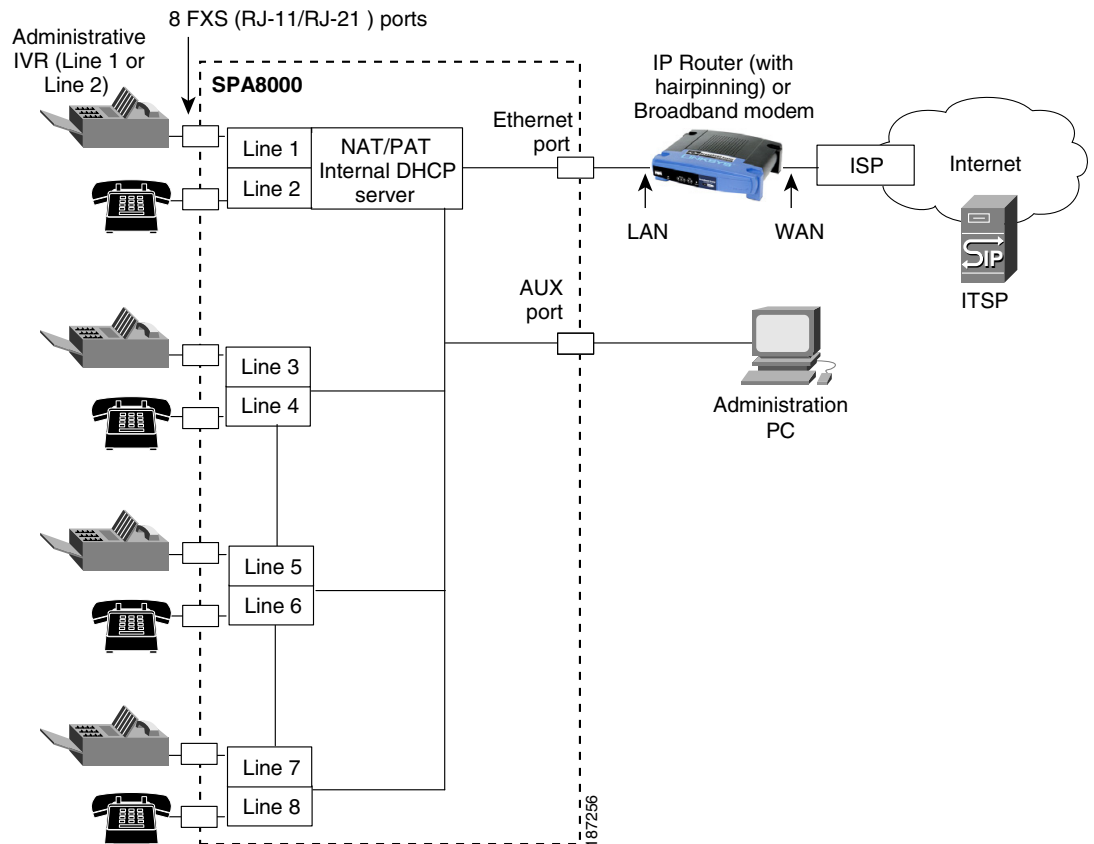 8 FXS (RJ-11/RJ-21 ) ports
Administrative
IVR (Line 1 or
Line 2)
SPA8000
Line 1
Line 2
NAT/PAT
Internal DHCP
server
Ethernet
port
IP Router (with
hairpinning) or
Broadband modem
LAN
WAN
ISP
Internet
SIP
ITSP
AUX
port
Administration
PC
Line 3
Line 4
Line 5
Line 6
Line 7
Line 8
187256